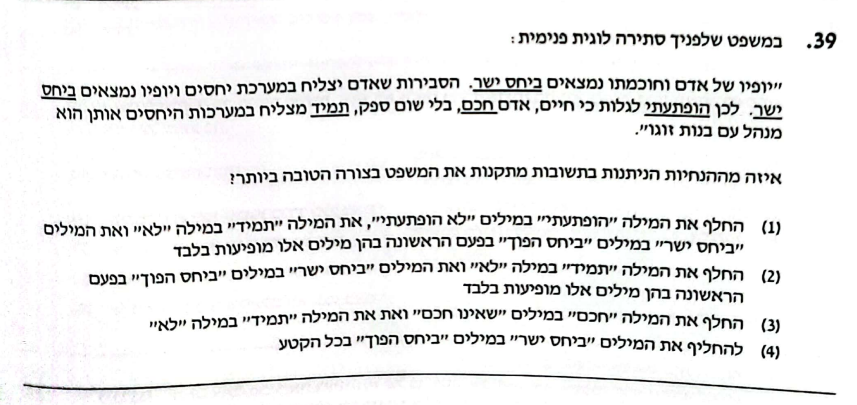 39. במשפט שלפניך סתירה לוגית פנימית:
"יופיו של אדם וחוכמתו נמצאים ביחס ישר. הסבירות שאדם יצליח במערכת יחסים ויופיו נמצאים ביחס
ישר. לכן הופתעתי לגלות כי חיים, אדם חכם, בלי שום ספק, תמיד מצליח במערכות היחסים אותן הוא
מנהל עם בנות זוגו".
איזה מההנחיות הניתנות בתשובות מתקנות את המשפט בצורה הטובה ביותר?
(1) החלף את המילה "הופתעתי" במילים "לא הופתעתי", את המילה "תמיד" במילה "לא" ואת המילים
"ביחס ישר" במילים "ביחס הפוך" בפעם הראשונה בהן מילים אלו מופיעות בלבד
(2) החלף את המילה "תמיד" במילה "לא" ואת המילים "ביחס ישר" במילים "ביחס הפוך" בפעם
הראשונה בהן מילים אלו מופיעות בלבד
(3) החלף את המילה "חכם" במילים "שאינו חכם" ואת את המילה "תמיד" במילה "לא"
(4) להחליף את המילים "ביחס ישר" במילים "ביחס הפוך" בכל הקטע